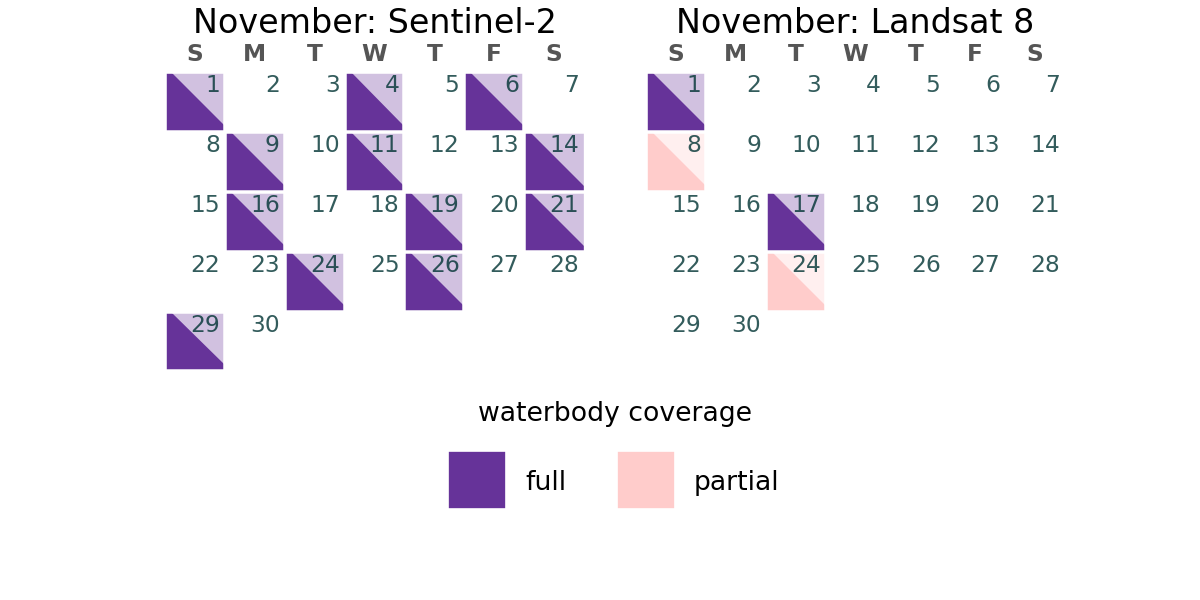 November: Sentinel-2
S M T W T F S
1 2 3 4 5 6 7
8 9 10 11 12 13 14
15 16 17 18 19 20 21
22 23 24 25 26 27 28
29 30
November: Landsat 8
S M T W T F S
1 2 3 4 5 6 7
8 9 10 11 12 13 14
15 16 17 18 19 20 21
22 23 24 25 26 27 28
29 30
waterbody coverage
full
partial